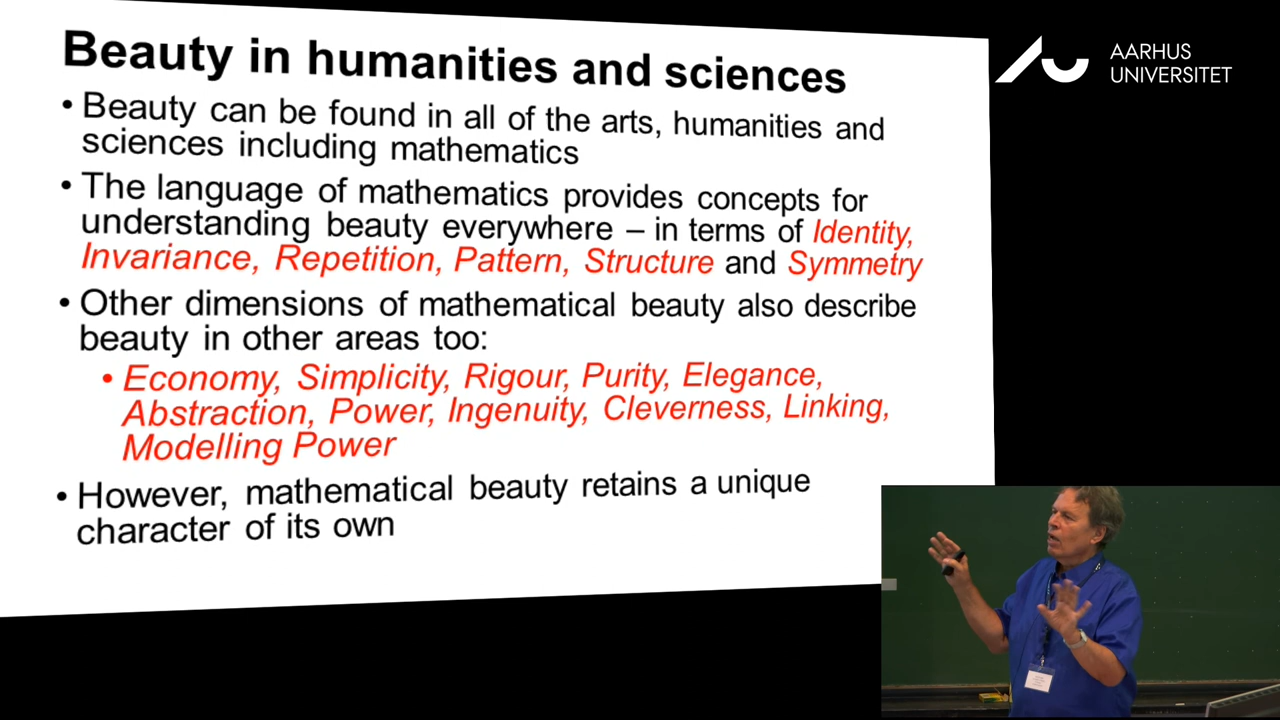 Beauty in humanities and sciences
• Beauty can be found in all of the arts, humanities and
sciences including mathematics
• The language of mathematics provides concepts for
understanding beauty everywhere – in terms of Identity,
Invariance, Repetition, Pattern, Structure and Symmetry
• Other dimensions of mathematical beauty also describe
beauty in other areas too:
• Economy, Simplicity, Rigour, Purity, Elegance,
Abstraction, Power, Ingenuity, Cleverness, Linking,
Modelling Power
• However, mathematical beauty retains a unique
character of its own
AARHUS
UNIVERSITET